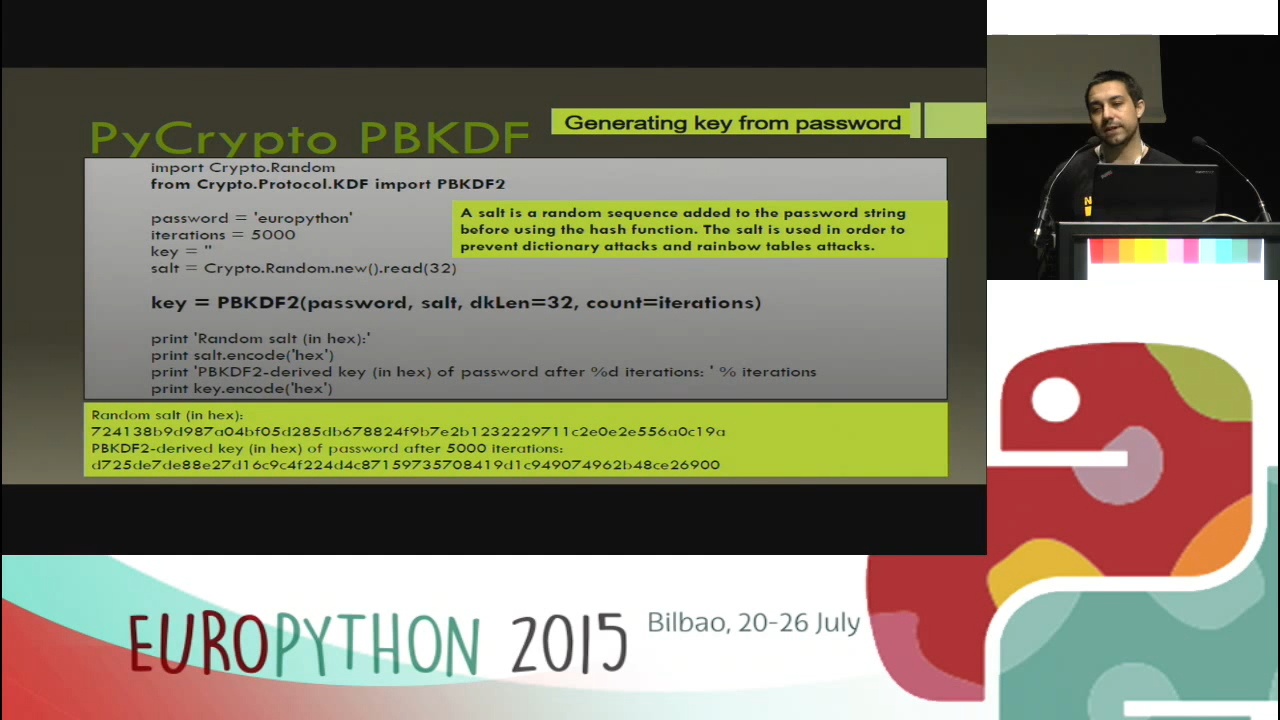 PyCrypto PBKDF
Generating key from password
import Crypto.Random
from Crypto.Protocol.KDF import PBKDF2
password = 'europython'
iterations = 5000
key = ''
salt = Crypto.Random.new().read(32)
A salt is a random sequence added to the password string
before using the hash function. The salt is used in order to
prevent dictionary attacks and rainbow tables attacks.
key = PBKDF2(password, salt, dkLen=32, count=iterations)
print 'Random salt (in hex):'
print salt.encode('hex')
print 'PBKDF2-derived key (in hex) of password after %d iterations: ' % iterations
print key.encode('hex')
Random salt (in hex):
724138b9d987a04bf05d285db678824f9b7e2b1232229711c2e0e2e556a0c19a
PBKDF2-derived key (in hex) of password after 5000 iterations:
d725de7de88e27d16c9c4f224d4c87159735708419d1c949074962b48ce26900
EUROPYTHON 2015
Bilbao, 20-26 July